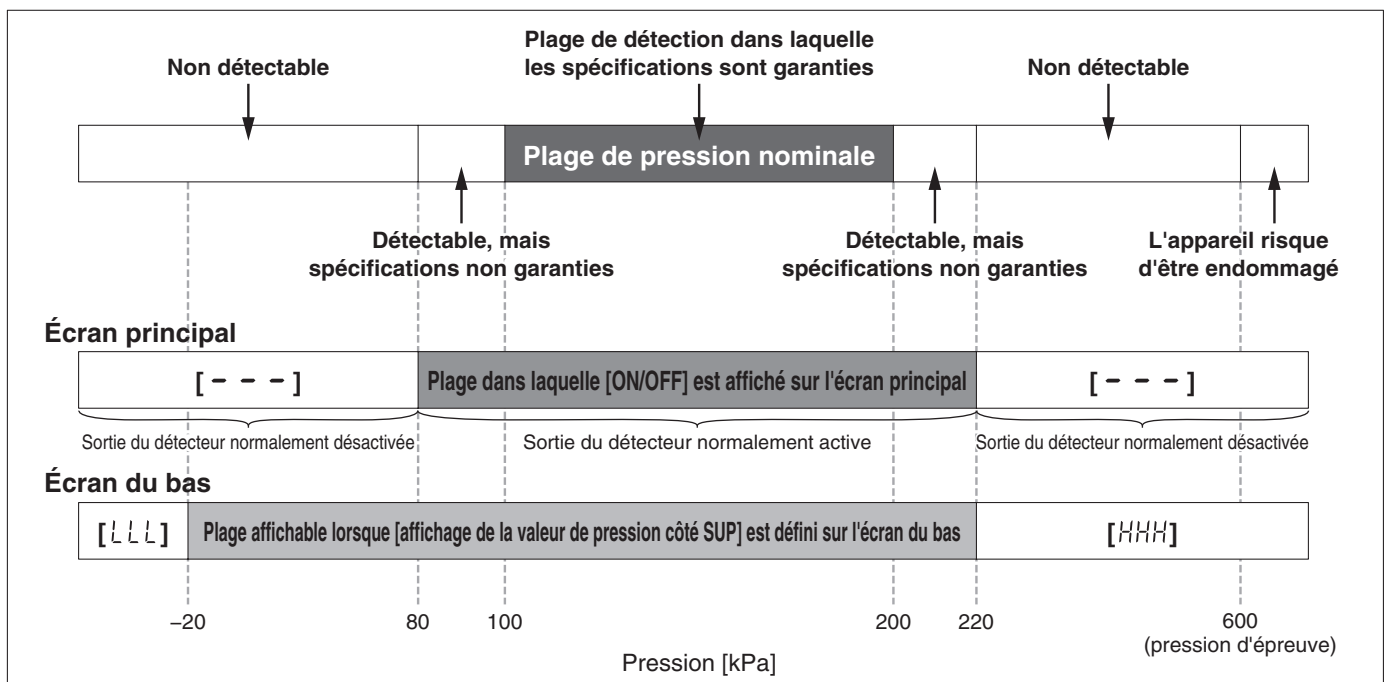 Plage de détection dans laquelle
les spécifications sont garanties
Non détectable
Non détectable
Plage de pression nominale
Détectable, mais
spécifications non garanties
Détectable, mais
spécifications non garanties
L'appareil risque
d'être endommagé
Écran principal
[- - -]
Plage dans laquelle [ON/OFF] est affiché sur l'écran principal
[- - -]
Sortie du détecteur normalement désactivée
Sortie du détecteur normalement active
Sortie du détecteur normalement désactivée
Écran du bas
[LLL]
Plage affichable lorsque [affichage de la valeur de pression côté SUP] est défini sur l'écran du bas
[HHH]
–20
80
100
200
220
600
(pression d'épreuve)
Pression [kPa]